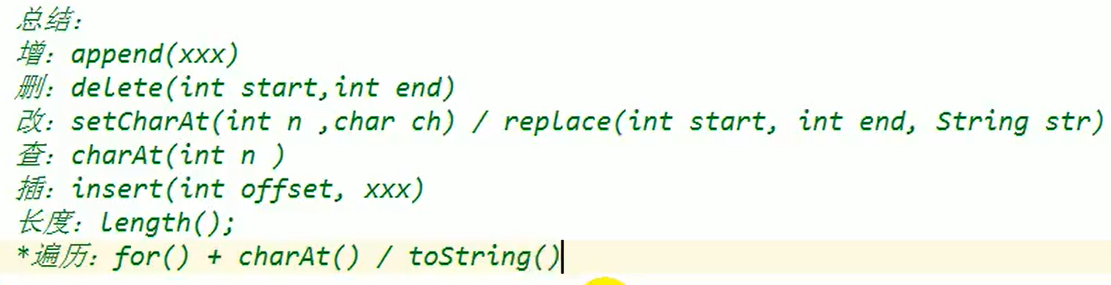 总结：
增：append(xxx)
删：delete(int start,int end)
改：setCharAt(int n ,char ch) / replace(int start, int end, String str)
查：charAt(int n )
插：insert(int offset, xxx)
长度：length();
*遍历：for() + charAt() / toString()